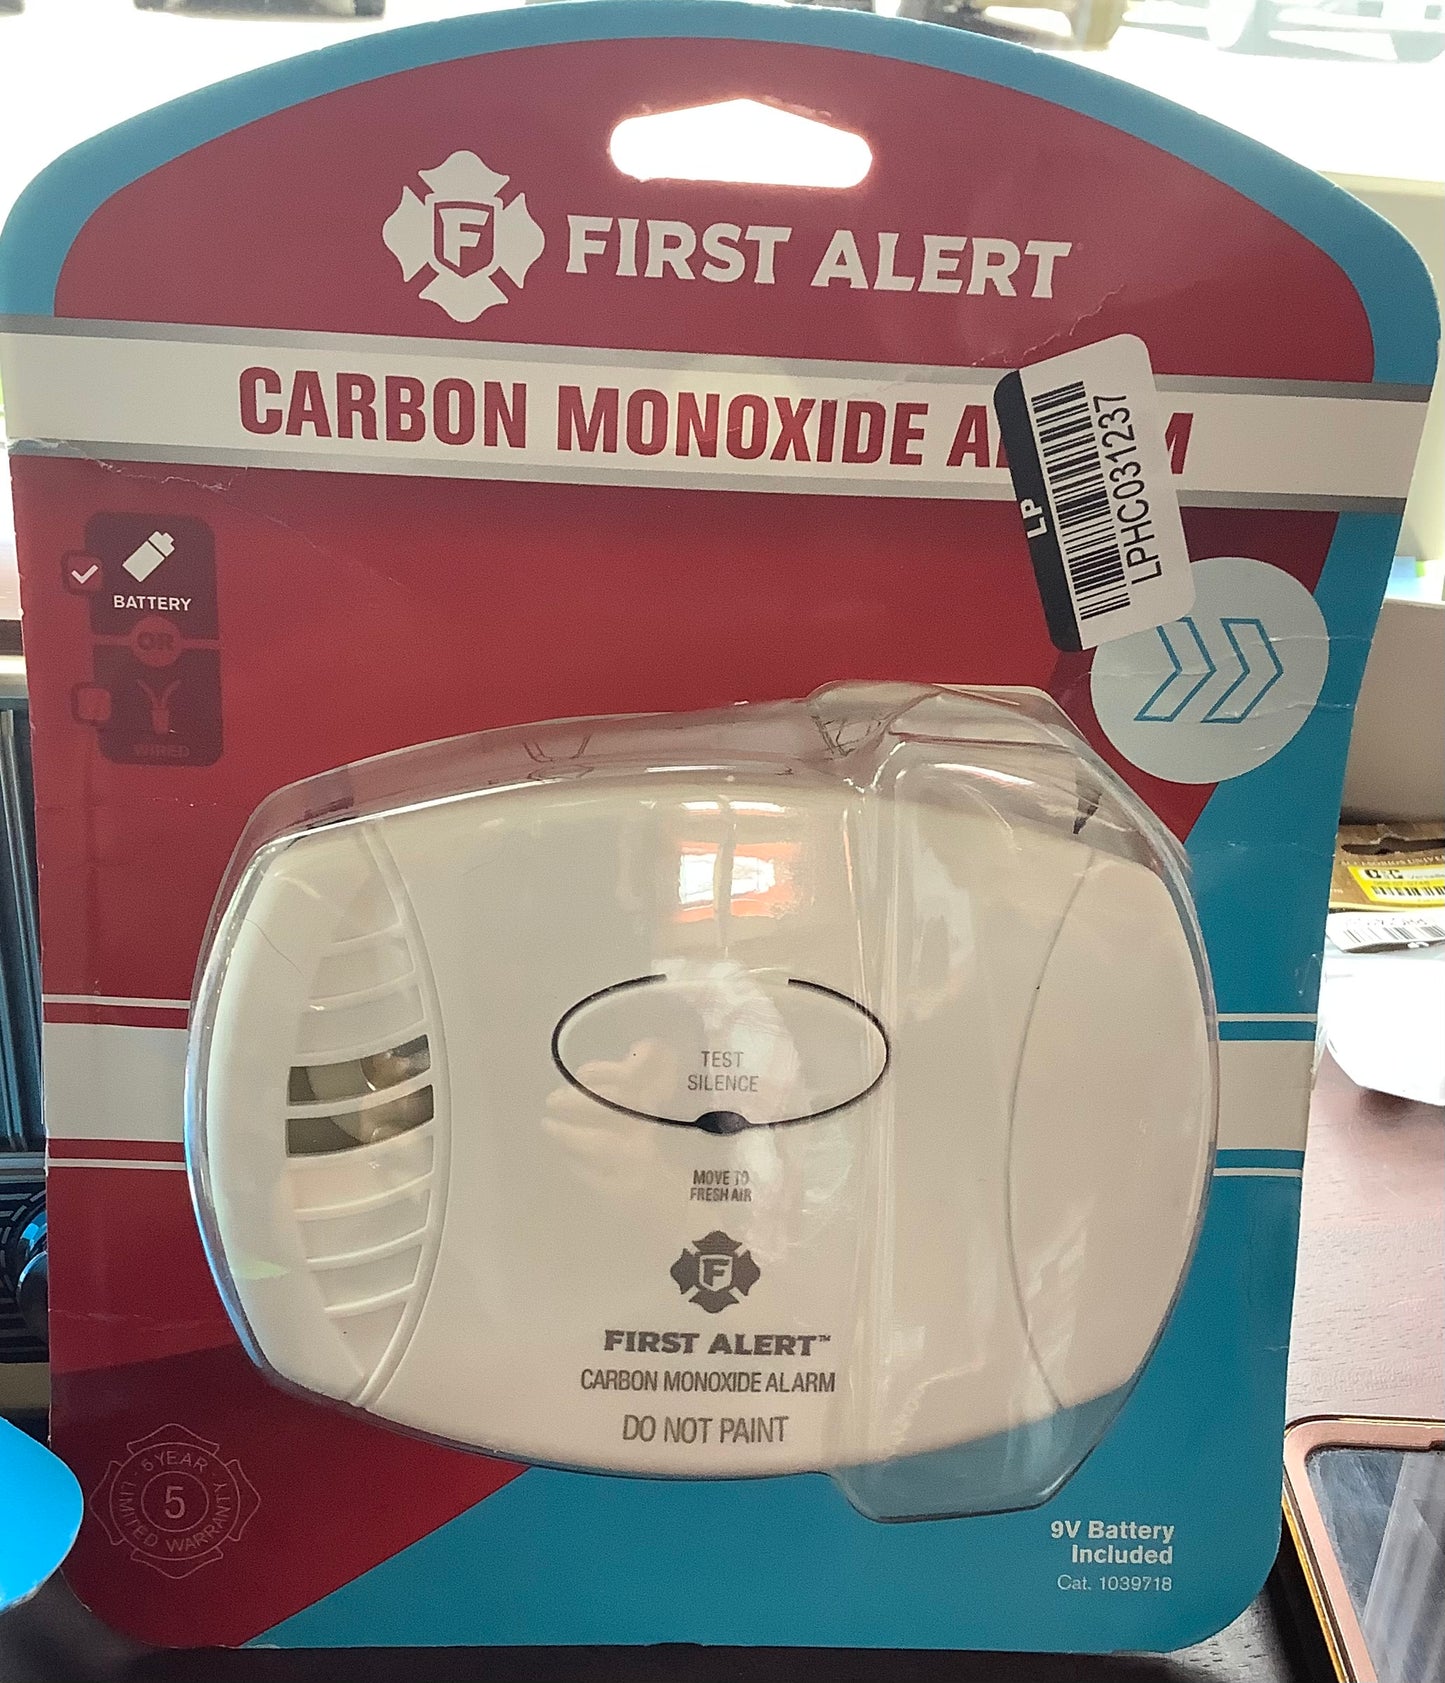 F FIRST ALERT
CARBON MONOXIDE A M
LP
LPHC031237
BATTERY
OR
WIRED
TEST
SILENCE
MOVE TO
FRESH AIR
F
FIRST ALERT™
CARBON MONOXIDE ALARM
DO NOT PAINT
5 YEAR
5
LIMITED WARRANTY
9V Battery
Included
Cat. 1039718